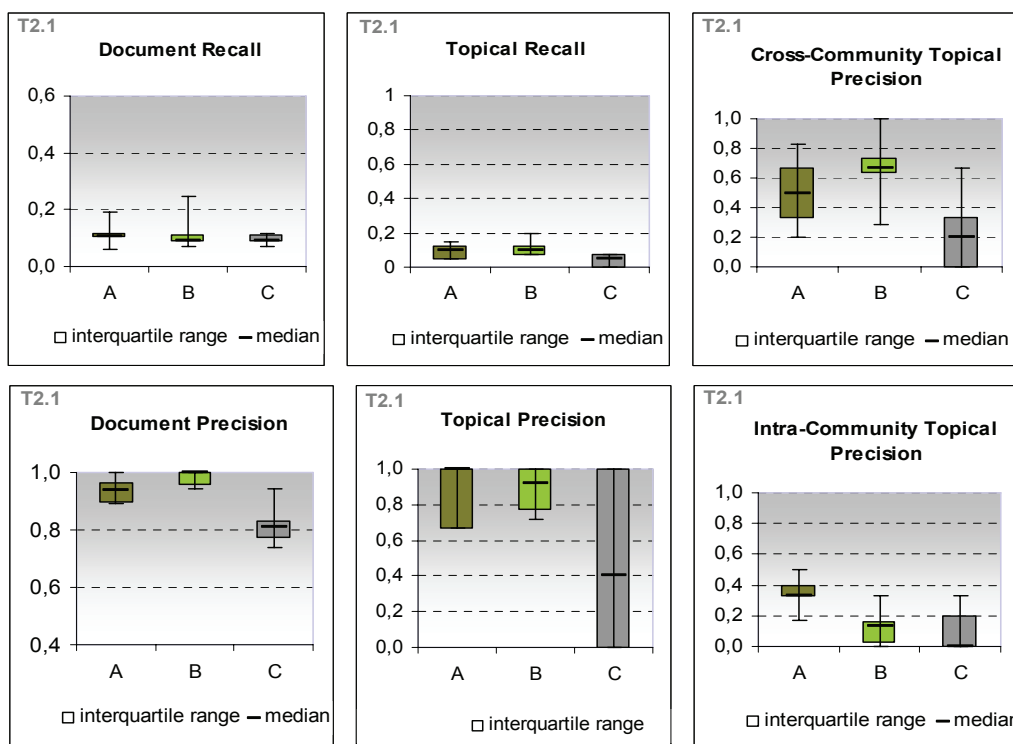 T2.1
Document Recall
0,6
0,4
0,2
0,0
A B C
interquartile range median
T2.1
Topical Recall
1
0,8
0,6
0,4
0,2
0
A B C
interquartile range median
T2.1
Cross-Community Topical
Precision
1,0
0,8
0,6
0,4
0,2
0,0
A B C
interquartile range median
T2.1
Document Precision
1,0
0,8
0,6
0,4
A B C
interquartile range median
T2.1
Topical Precision
1,0
0,8
0,6
0,4
0,2
0,0
A B C
interquartile range
T2.1
Intra-Community Topical
Precision
1,0
0,8
0,6
0,4
0,2
0,0
A B C
interquartile range median